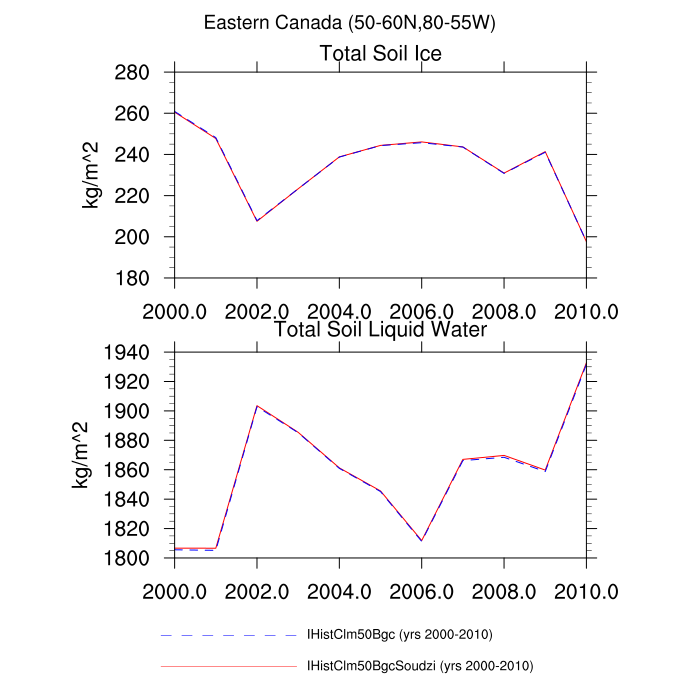 Eastern Canada (50-60N,80-55W)
Total Soil Ice
280
260
240
220
200
180
kg/m^2
2000.0 2002.0 2004.0 2006.0 2008.0 2010.0
Total Soil Liquid Water
1940
1920
1900
1880
1860
1840
1820
1800
kg/m^2
2000.0 2002.0 2004.0 2006.0 2008.0 2010.0
IHistClm50Bgc (yrs 2000-2010)
IHistClm50BgcSoudzi (yrs 2000-2010)